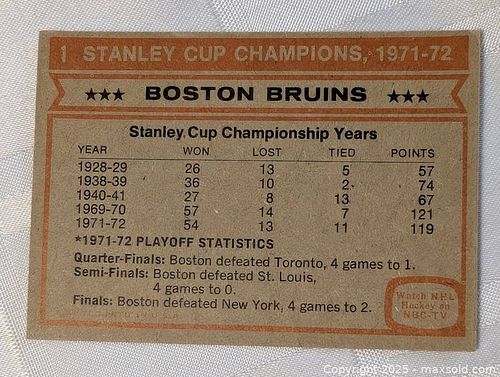 1 STANLEY CUP CHAMPIONS, 1971-72
★★★ BOSTON BRUINS ★★★
Stanley Cup Championship Years
YEAR WON LOST TIED POINTS
1928-29 26 13 5 57
1938-39 36 10 2 74
1940-41 27 8 13 67
1969-70 57 14 7 121
1971-72 54 13 11 119
*1971-72 PLAYOFF STATISTICS
Quarter-Finals: Boston defeated Toronto, 4 games to 1.
Semi-Finals: Boston defeated St. Louis,
4 games to 0.
Finals: Boston defeated New York, 4 games to 2.
Watch NHL
Hockey on
NBC-TV
Copyright 2025 - maxsold.com